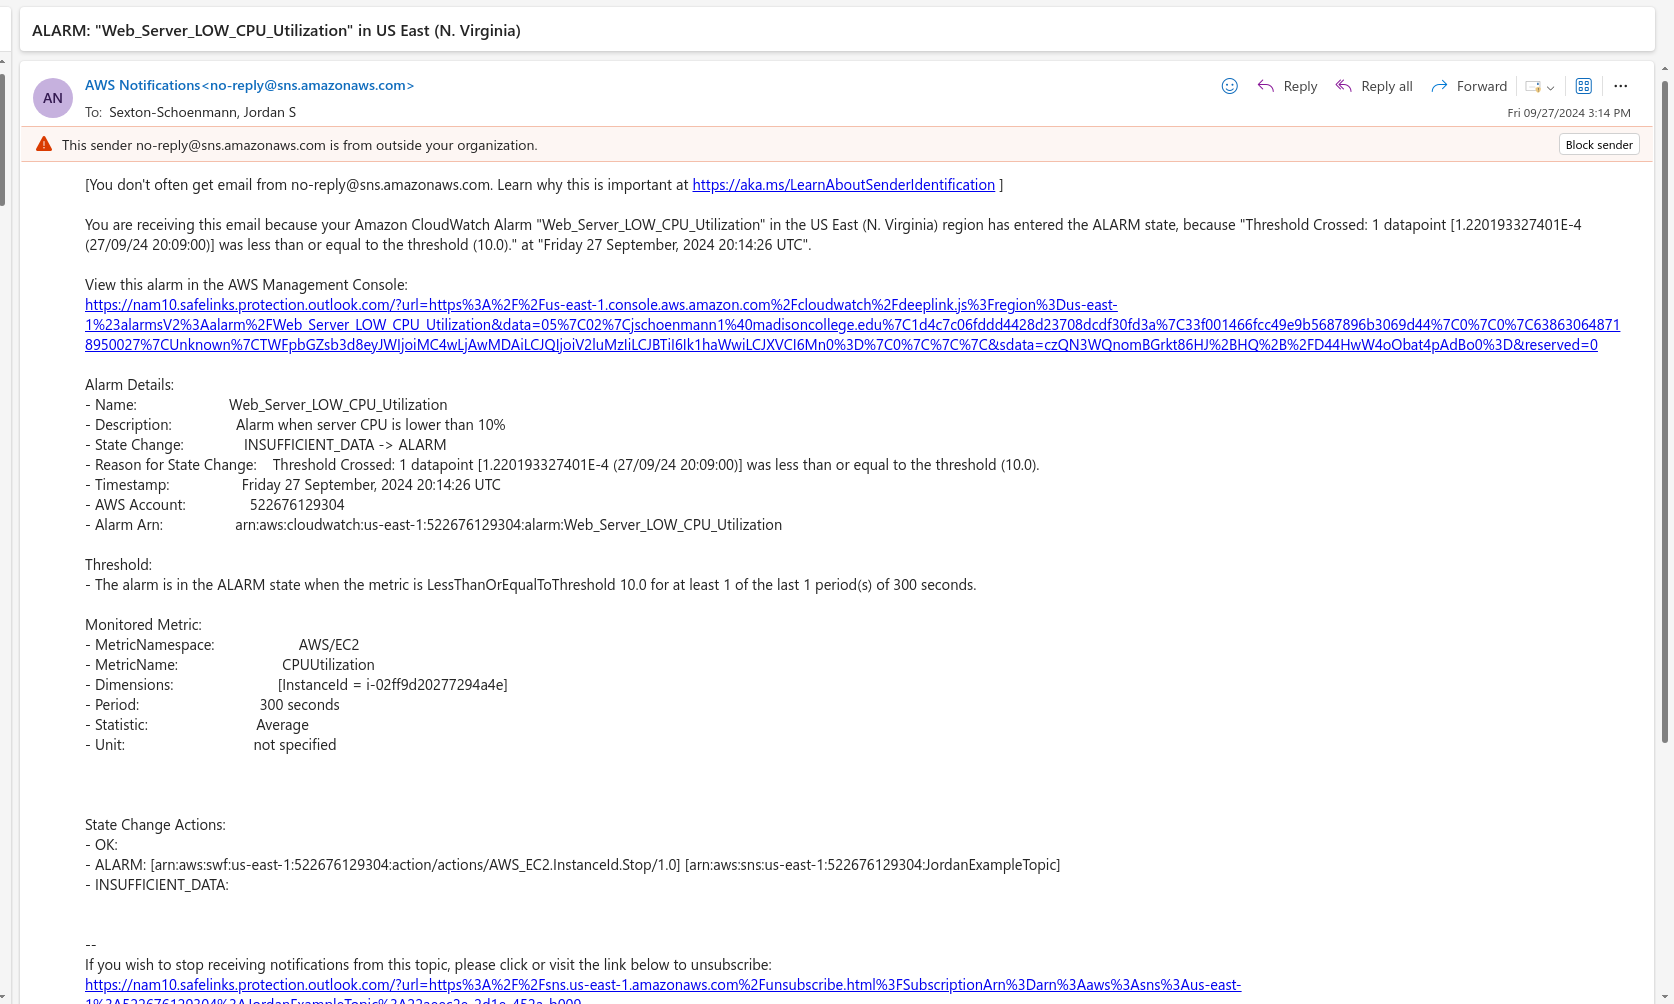 ALARM: "Web_Server_LOW_CPU_Utilization" in US East (N. Virginia)
AN
AWS Notifications<no-reply@sns.amazonaws.com>
To: Sexton-Schoenmann, Jordan S
Reply
Reply all
Forward
Fri 09/27/2024 3:14 PM
This sender no-reply@sns.amazonaws.com is from outside your organization.
Block sender
[You don't often get email from no-reply@sns.amazonaws.com. Learn why this is important at https://aka.ms/LearnAboutSenderIdentification ]
You are receiving this email because your Amazon CloudWatch Alarm "Web_Server_LOW_CPU_Utilization" in the US East (N. Virginia) region has entered the ALARM state, because "Threshold Crossed: 1 datapoint [1.220193327401E-4
(27/09/24 20:09:00)] was less than or equal to the threshold (10.0)." at "Friday 27 September, 2024 20:14:26 UTC".
View this alarm in the AWS Management Console:
https://nam10.safelinks.protection.outlook.com/?url=https%3A%2F%2Fus-east-1.console.aws.amazon.com%2Fcloudwatch%2Fdeeplink.js%3Fregion%3Dus-east-
1%23alarmsV2%3Aalarm%2FWeb_Server_LOW_CPU_Utilization&data=05%7C02%7Cjschoenmann1%40madisoncollege.edu%7C1d4c7c06fddd4428d23708dcdf30fd3a%7C33f001466fcc49e9b5687896b3069d44%7C0%7C0%7C63863064871
8950027%7CUnknown%7CTWFpbGZsb3d8eyJWIjoiMC4wLjAwMDAiLCJQIjoiV2luMzIiLCJBTiI6Ik1haWwiLCJXVCI6Mn0%3D%7C0%7C%7C%7C&sdata=czQN3WQnomBGrkt86HJ%2BHQ%2B%2FD44HwW4oObat4pAdBo0%3D&reserved=0
Alarm Details:
- Name: Web_Server_LOW_CPU_Utilization
- Description: Alarm when server CPU is lower than 10%
- State Change: INSUFFICIENT_DATA -> ALARM
- Reason for State Change: Threshold Crossed: 1 datapoint [1.220193327401E-4 (27/09/24 20:09:00)] was less than or equal to the threshold (10.0).
- Timestamp: Friday 27 September, 2024 20:14:26 UTC
- AWS Account: 522676129304
- Alarm Arn: arn:aws:cloudwatch:us-east-1:522676129304:alarm:Web_Server_LOW_CPU_Utilization
Threshold:
- The alarm is in the ALARM state when the metric is LessThanOrEqualToThreshold 10.0 for at least 1 of the last 1 period(s) of 300 seconds.
Monitored Metric:
- MetricNamespace: AWS/EC2
- MetricName: CPUUtilization
- Dimensions: [InstanceId = i-02ff9d20277294a4e]
- Period: 300 seconds
- Statistic: Average
- Unit: not specified
State Change Actions:
- OK:
- ALARM: [arn:aws:swf:us-east-1:522676129304:action/actions/AWS_EC2.InstanceId.Stop/1.0] [arn:aws:sns:us-east-1:522676129304:JordanExampleTopic]
- INSUFFICIENT_DATA:
--
If you wish to stop receiving notifications from this topic, please click or visit the link below to unsubscribe:
https://nam10.safelinks.protection.outlook.com/?url=https%3A%2F%2Fsns.us-east-1.amazonaws.com%2Funsubscribe.html%3FSubscriptionArn%3Darn%3Aaws%3Asns%3Aus-east-